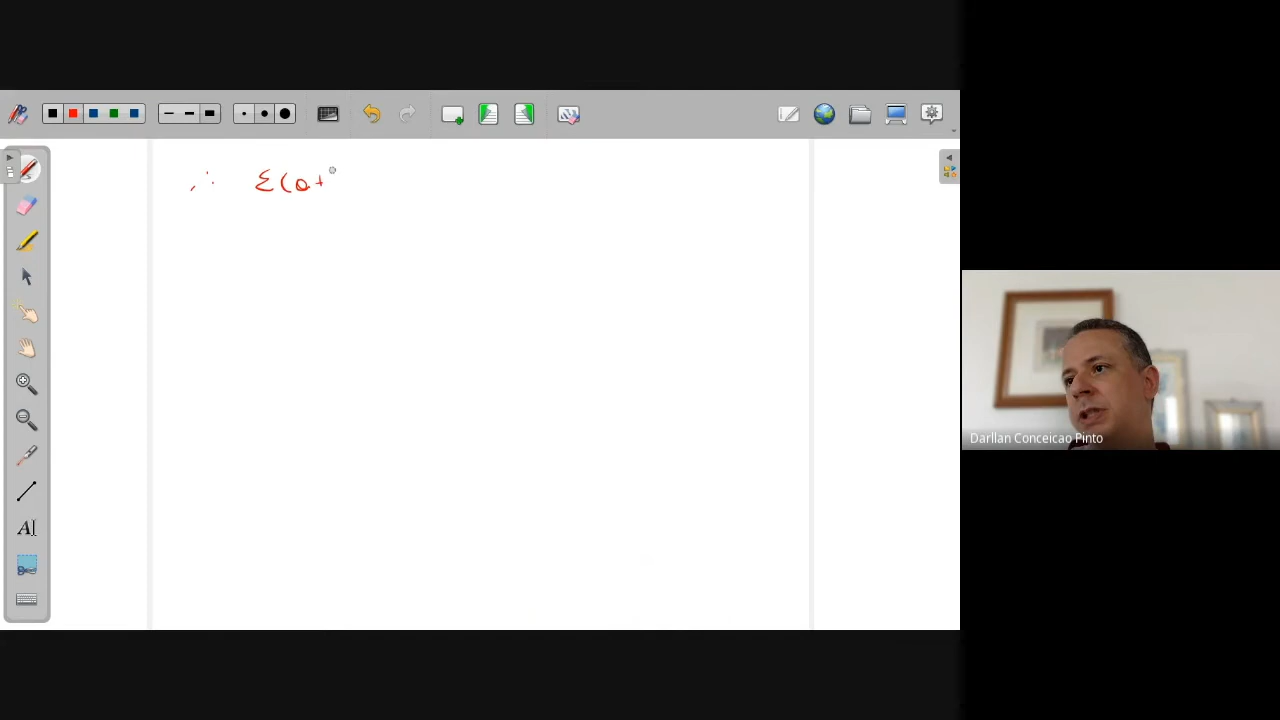 ∴ ε(a+
Darllan Conceicao Pinto